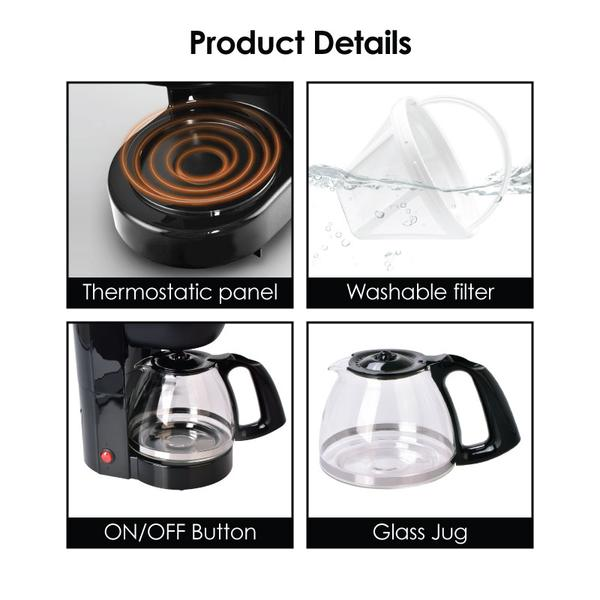 Product Details
Thermostatic panel
Washable filter
ON/OFF Button
Glass Jug